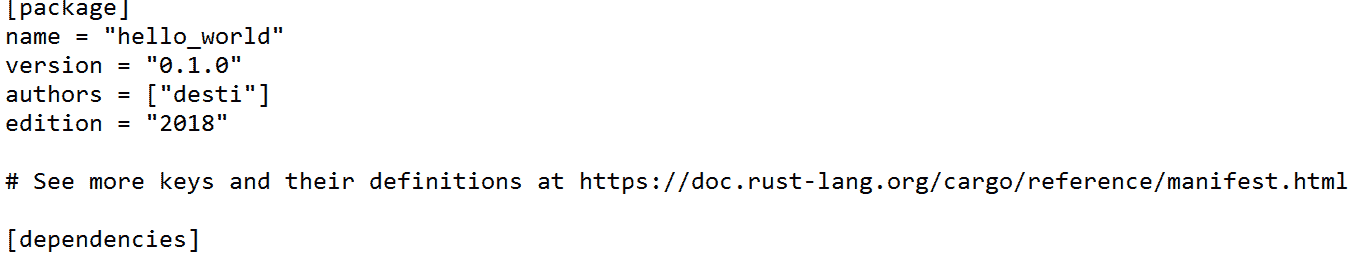 [package]
name = "hello_world"
version = "0.1.0"
authors = ["desti"]
edition = "2018"
# See more keys and their definitions at https://doc.rust-lang.org/cargo/reference/manifest.html
[dependencies]